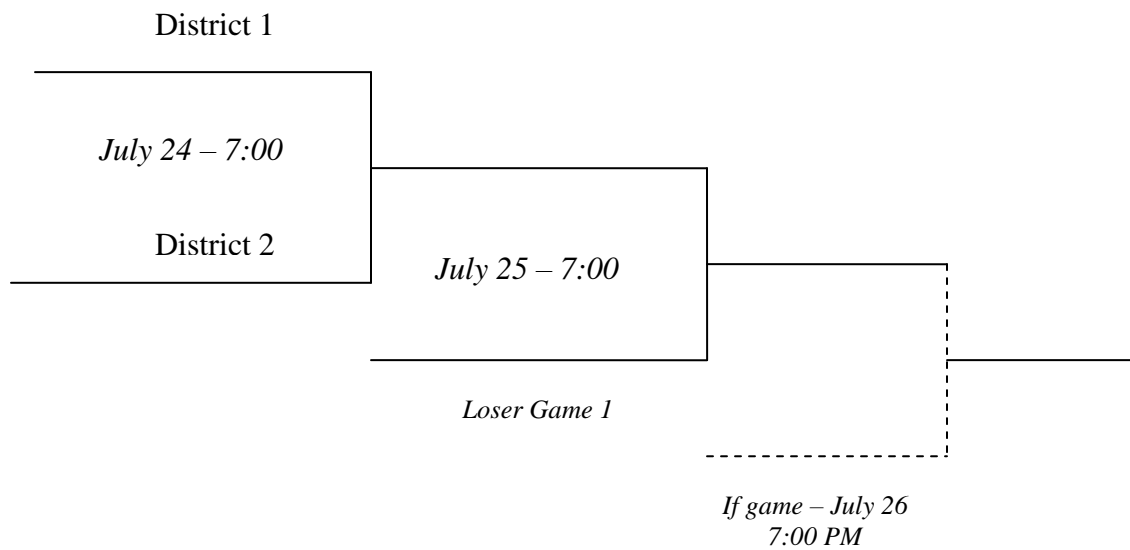 District 1
July 24 – 7:00
District 2
July 25 – 7:00
Loser Game 1
If game – July 26
7:00 PM